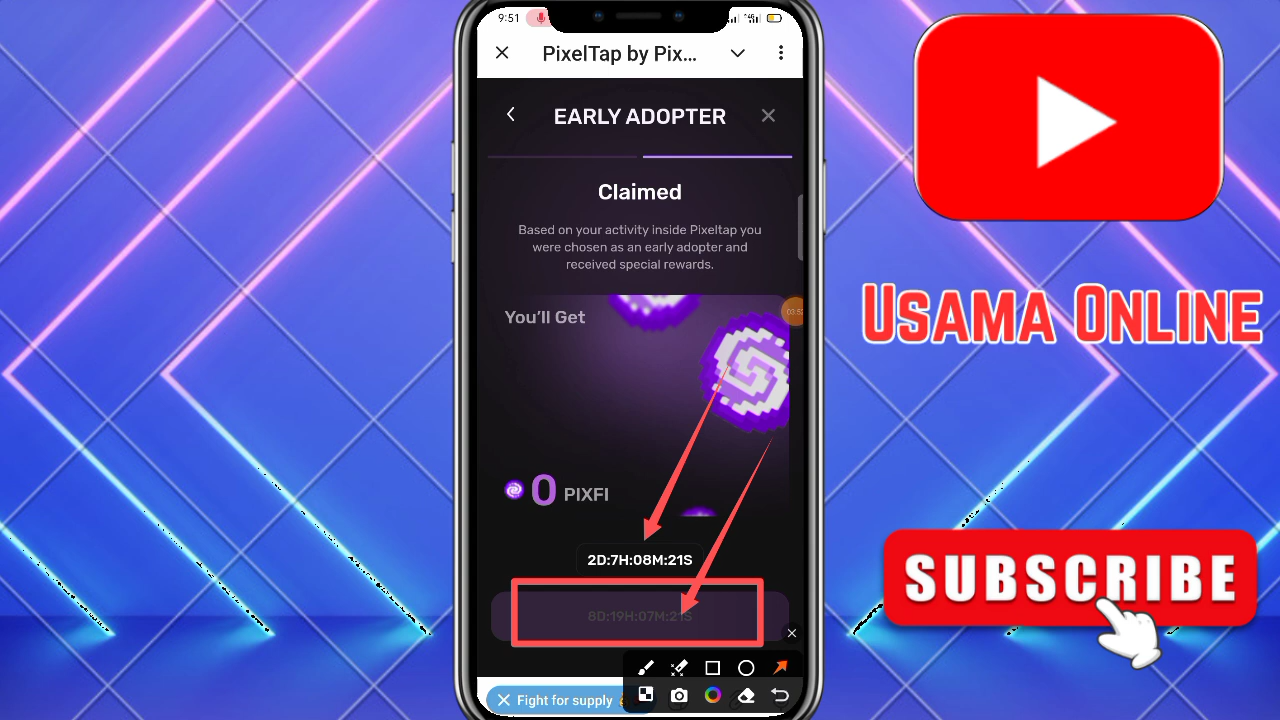 9:51
PixelTap by Pix...
EARLY ADOPTER
Claimed
Based on your activity inside Pixeltap you
were chosen as an early adopter and
received special rewards.
You'll Get
0 PIXFI
2D:7H:08M:21S
8D:19H:07M:21S
Fight for supply
USAMA ONLINE
SUBSCRIBE